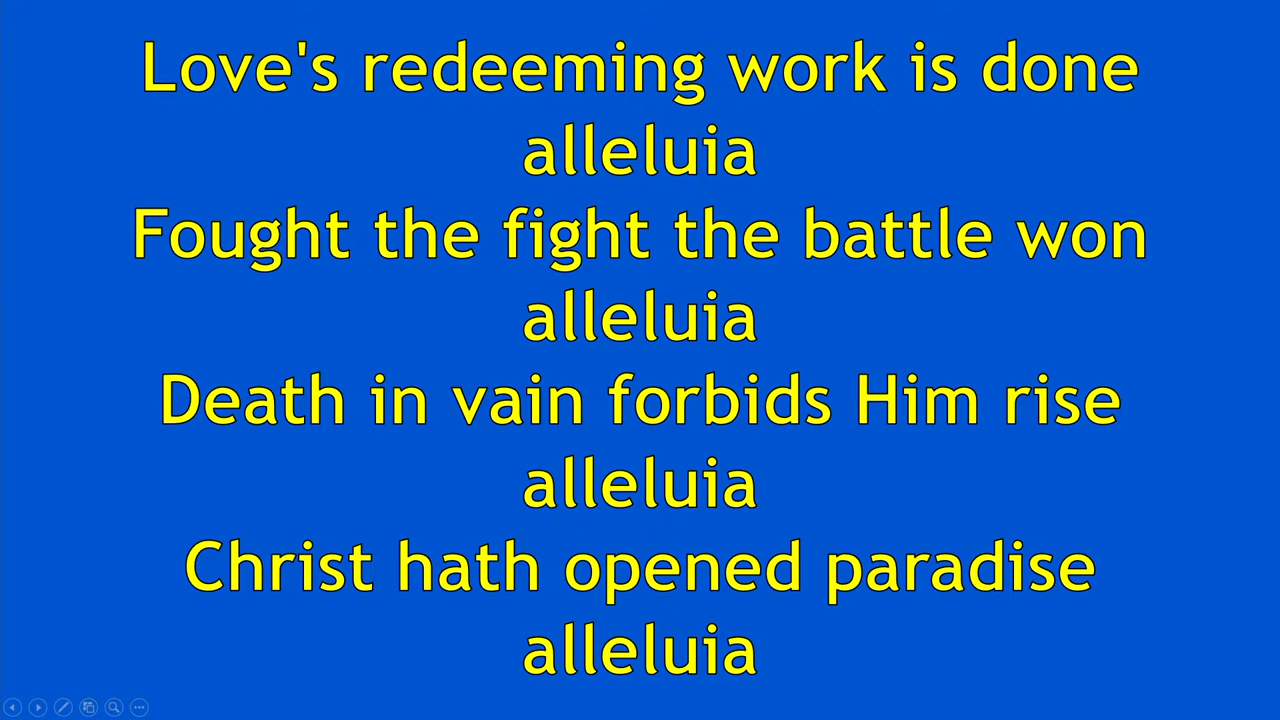 Love's redeeming work is done
alleluia
Fought the fight the battle won
alleluia
Death in vain forbids Him rise
alleluia
Christ hath opened paradise
alleluia